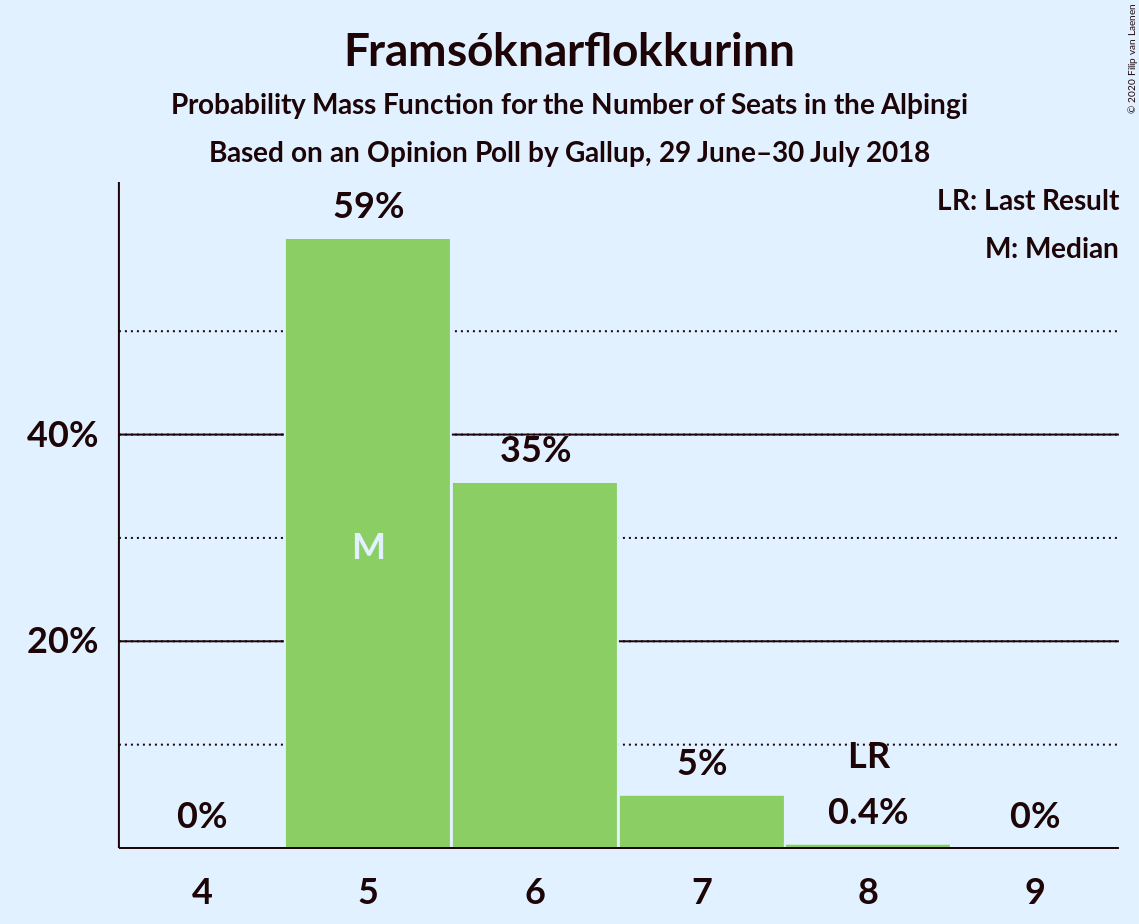 Framsóknarflokkurinn
Probability Mass Function for the Number of Seats in the Alþingi
Based on an Opinion Poll by Gallup, 29 June–30 July 2018
© 2020 Filip van Laenen
LR: Last Result
M: Median
59%
40%
35%
M
20%
5%
LR
0%
0.4%
0%
4
5
6
7
8
9